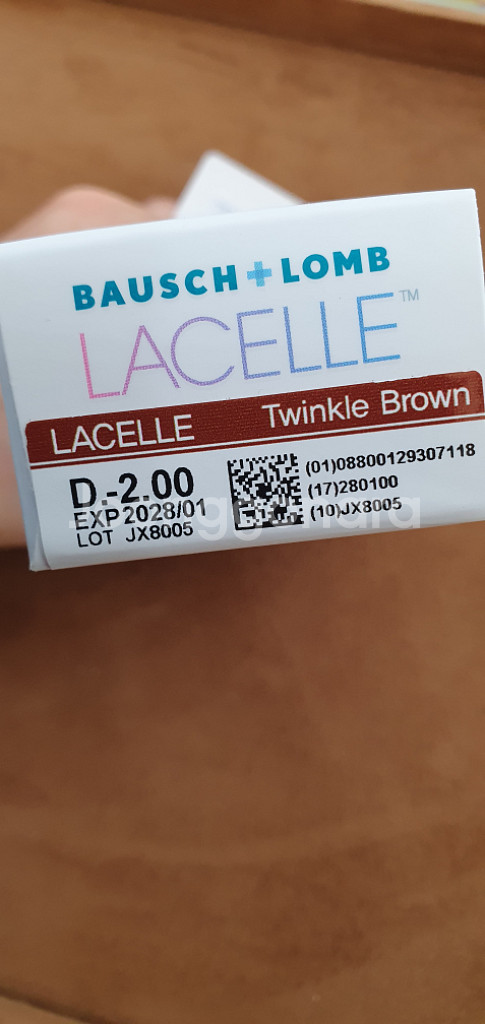 BAUSCH + LOMB
LACELLE™
LACELLE Twinkle Brown
D.-2.00
EXP 2028/01
LOT JX8005
(01)08800129307118
(17)280100
(10)JX8005